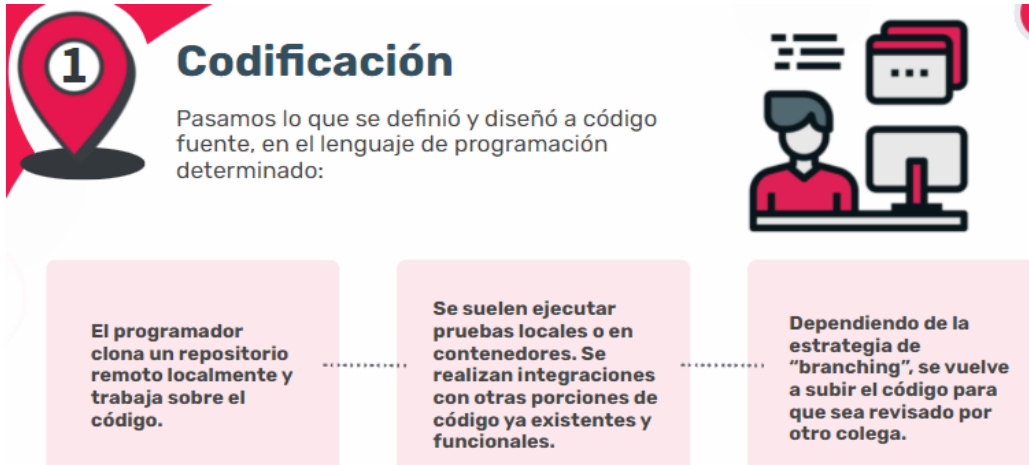 1
Codificación
Pasamos lo que se definió y diseñó a código
fuente, en el lenguaje de programación
determinado:
El programador
clona un repositorio
remoto localmente y
trabaja sobre el
código.
Se suelen ejecutar
pruebas locales o en
contenedores. Se
realizan integraciones
con otras porciones de
código ya existentes y
funcionales.
Dependiendo de la
estrategia de
“branching”, se vuelve
a subir el código para
que sea revisado por
otro colega.